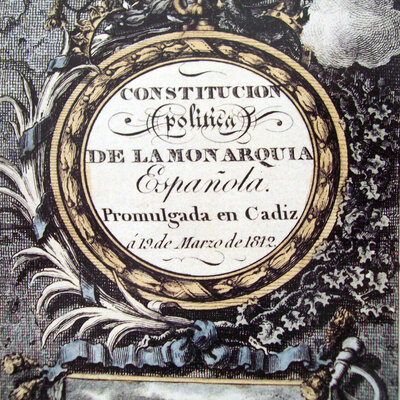 CONSTITUCION
politica
DE LA MONARQUIA
Española.
Promulgada en Cadiz
á 19 de Marzo de 1812.